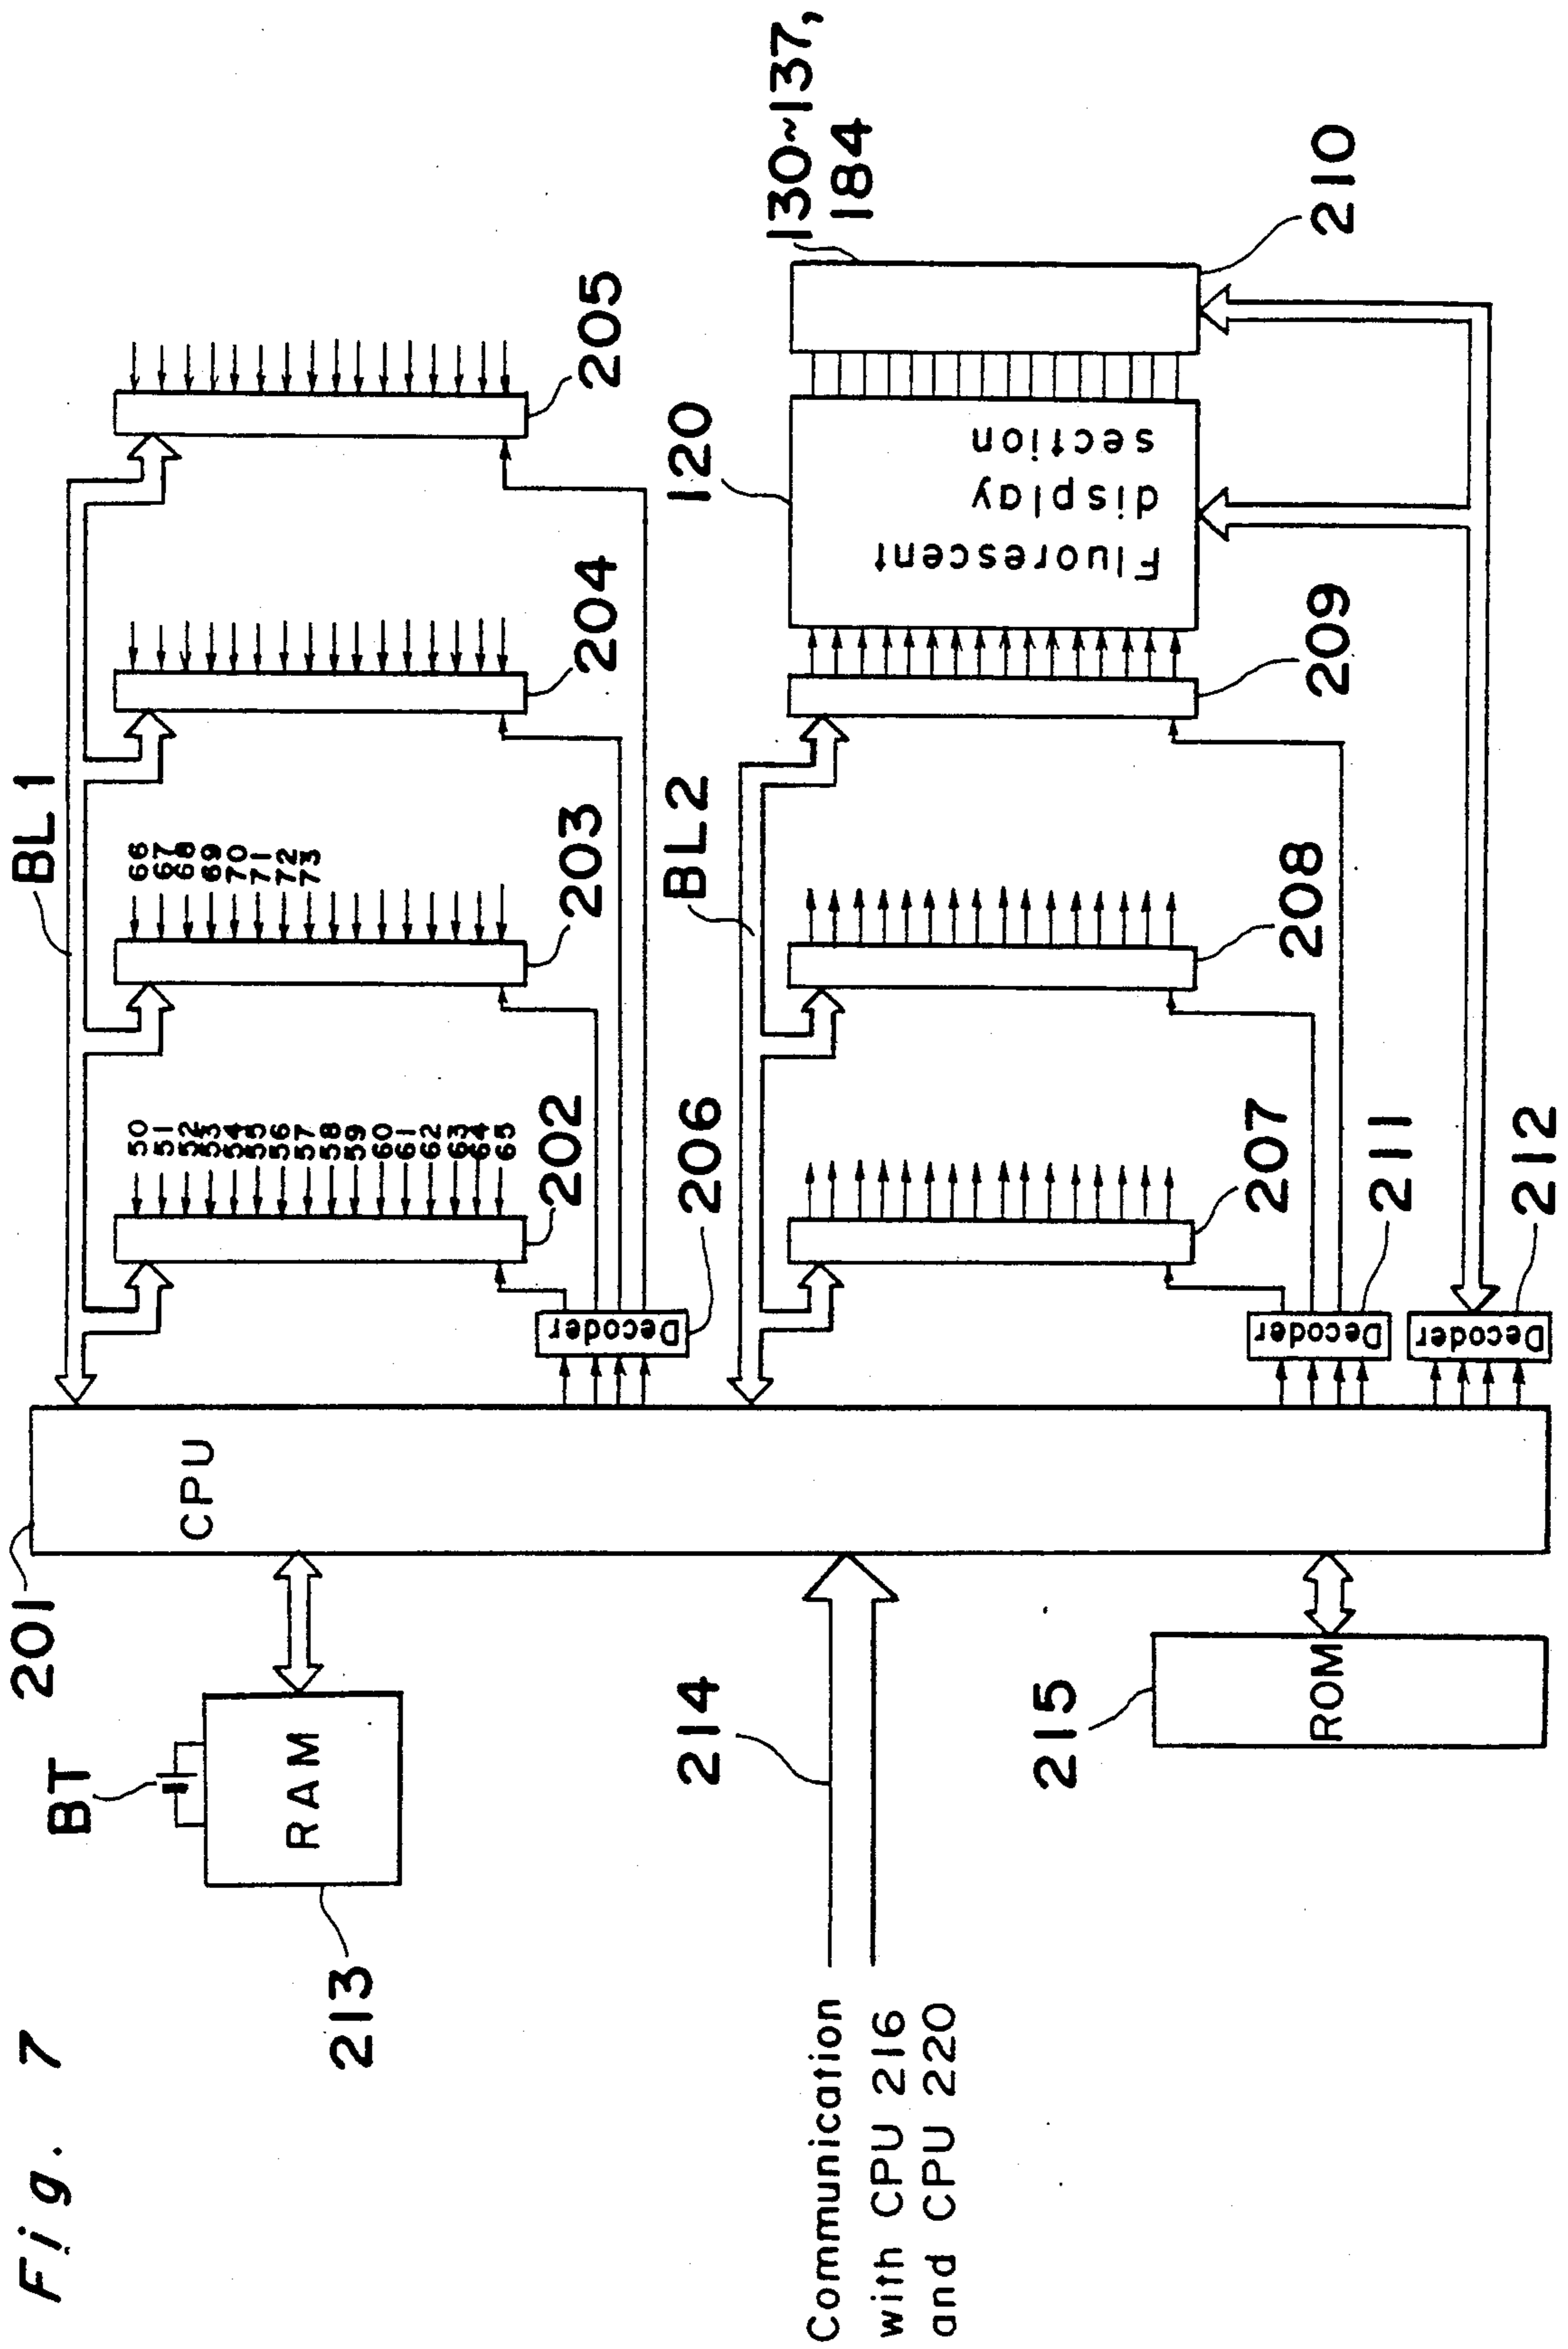 Fig. 7
201
BT
RAM
213
CPU
BL1
50
51
52
53
54
55
56
57
58
59
60
61
62
63
64
65
202
66
67
68
69
70
71
72
73
203
204
205
Decoder
206
214
Communication
with CPU 216
and CPU 220
BL2
207
208
209
120
Fluorescent
display
section
130~137,
184
210
Decoder
211
Decoder
212
215
ROM